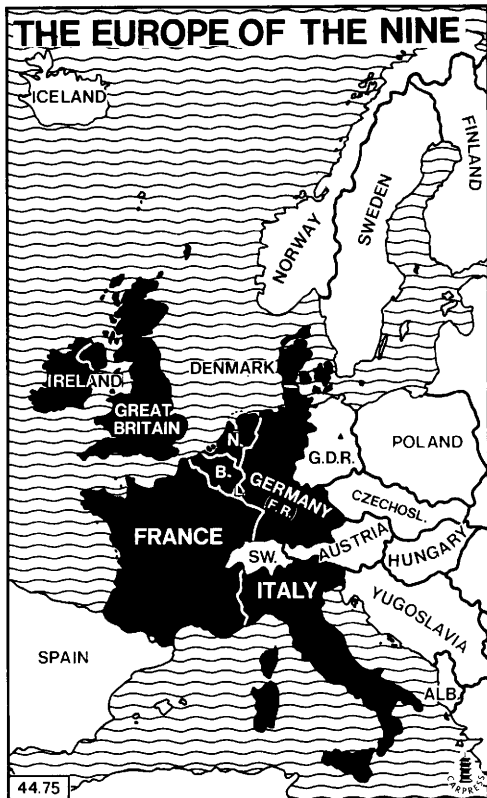 THE EUROPE OF THE NINE
ICELAND
FINLAND
SWEDEN
NORWAY
DENMARK
IRELAND
GREAT
BRITAIN
N.
B.
L.
GERMANY
(F.R.)
G.D.R.
POLAND
CZECHOSL.
FRANCE
SW.
AUSTRIA
HUNGARY
ITALY
YUGOSLAVIA
SPAIN
ALB.
44.75
CARPRESS